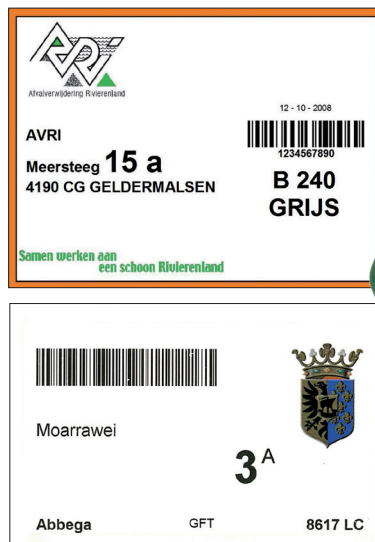 Afvalverwijdering Rivierenland
12 - 10 - 2008
1234567890
AVRI
Meersteeg 15 a
4190 CG GELDERMALSEN
B 240
GRIJS
Samen werken aan
een schoon Rivierenland
Moarrawei
3 A
Abbega GFT 8617 LC